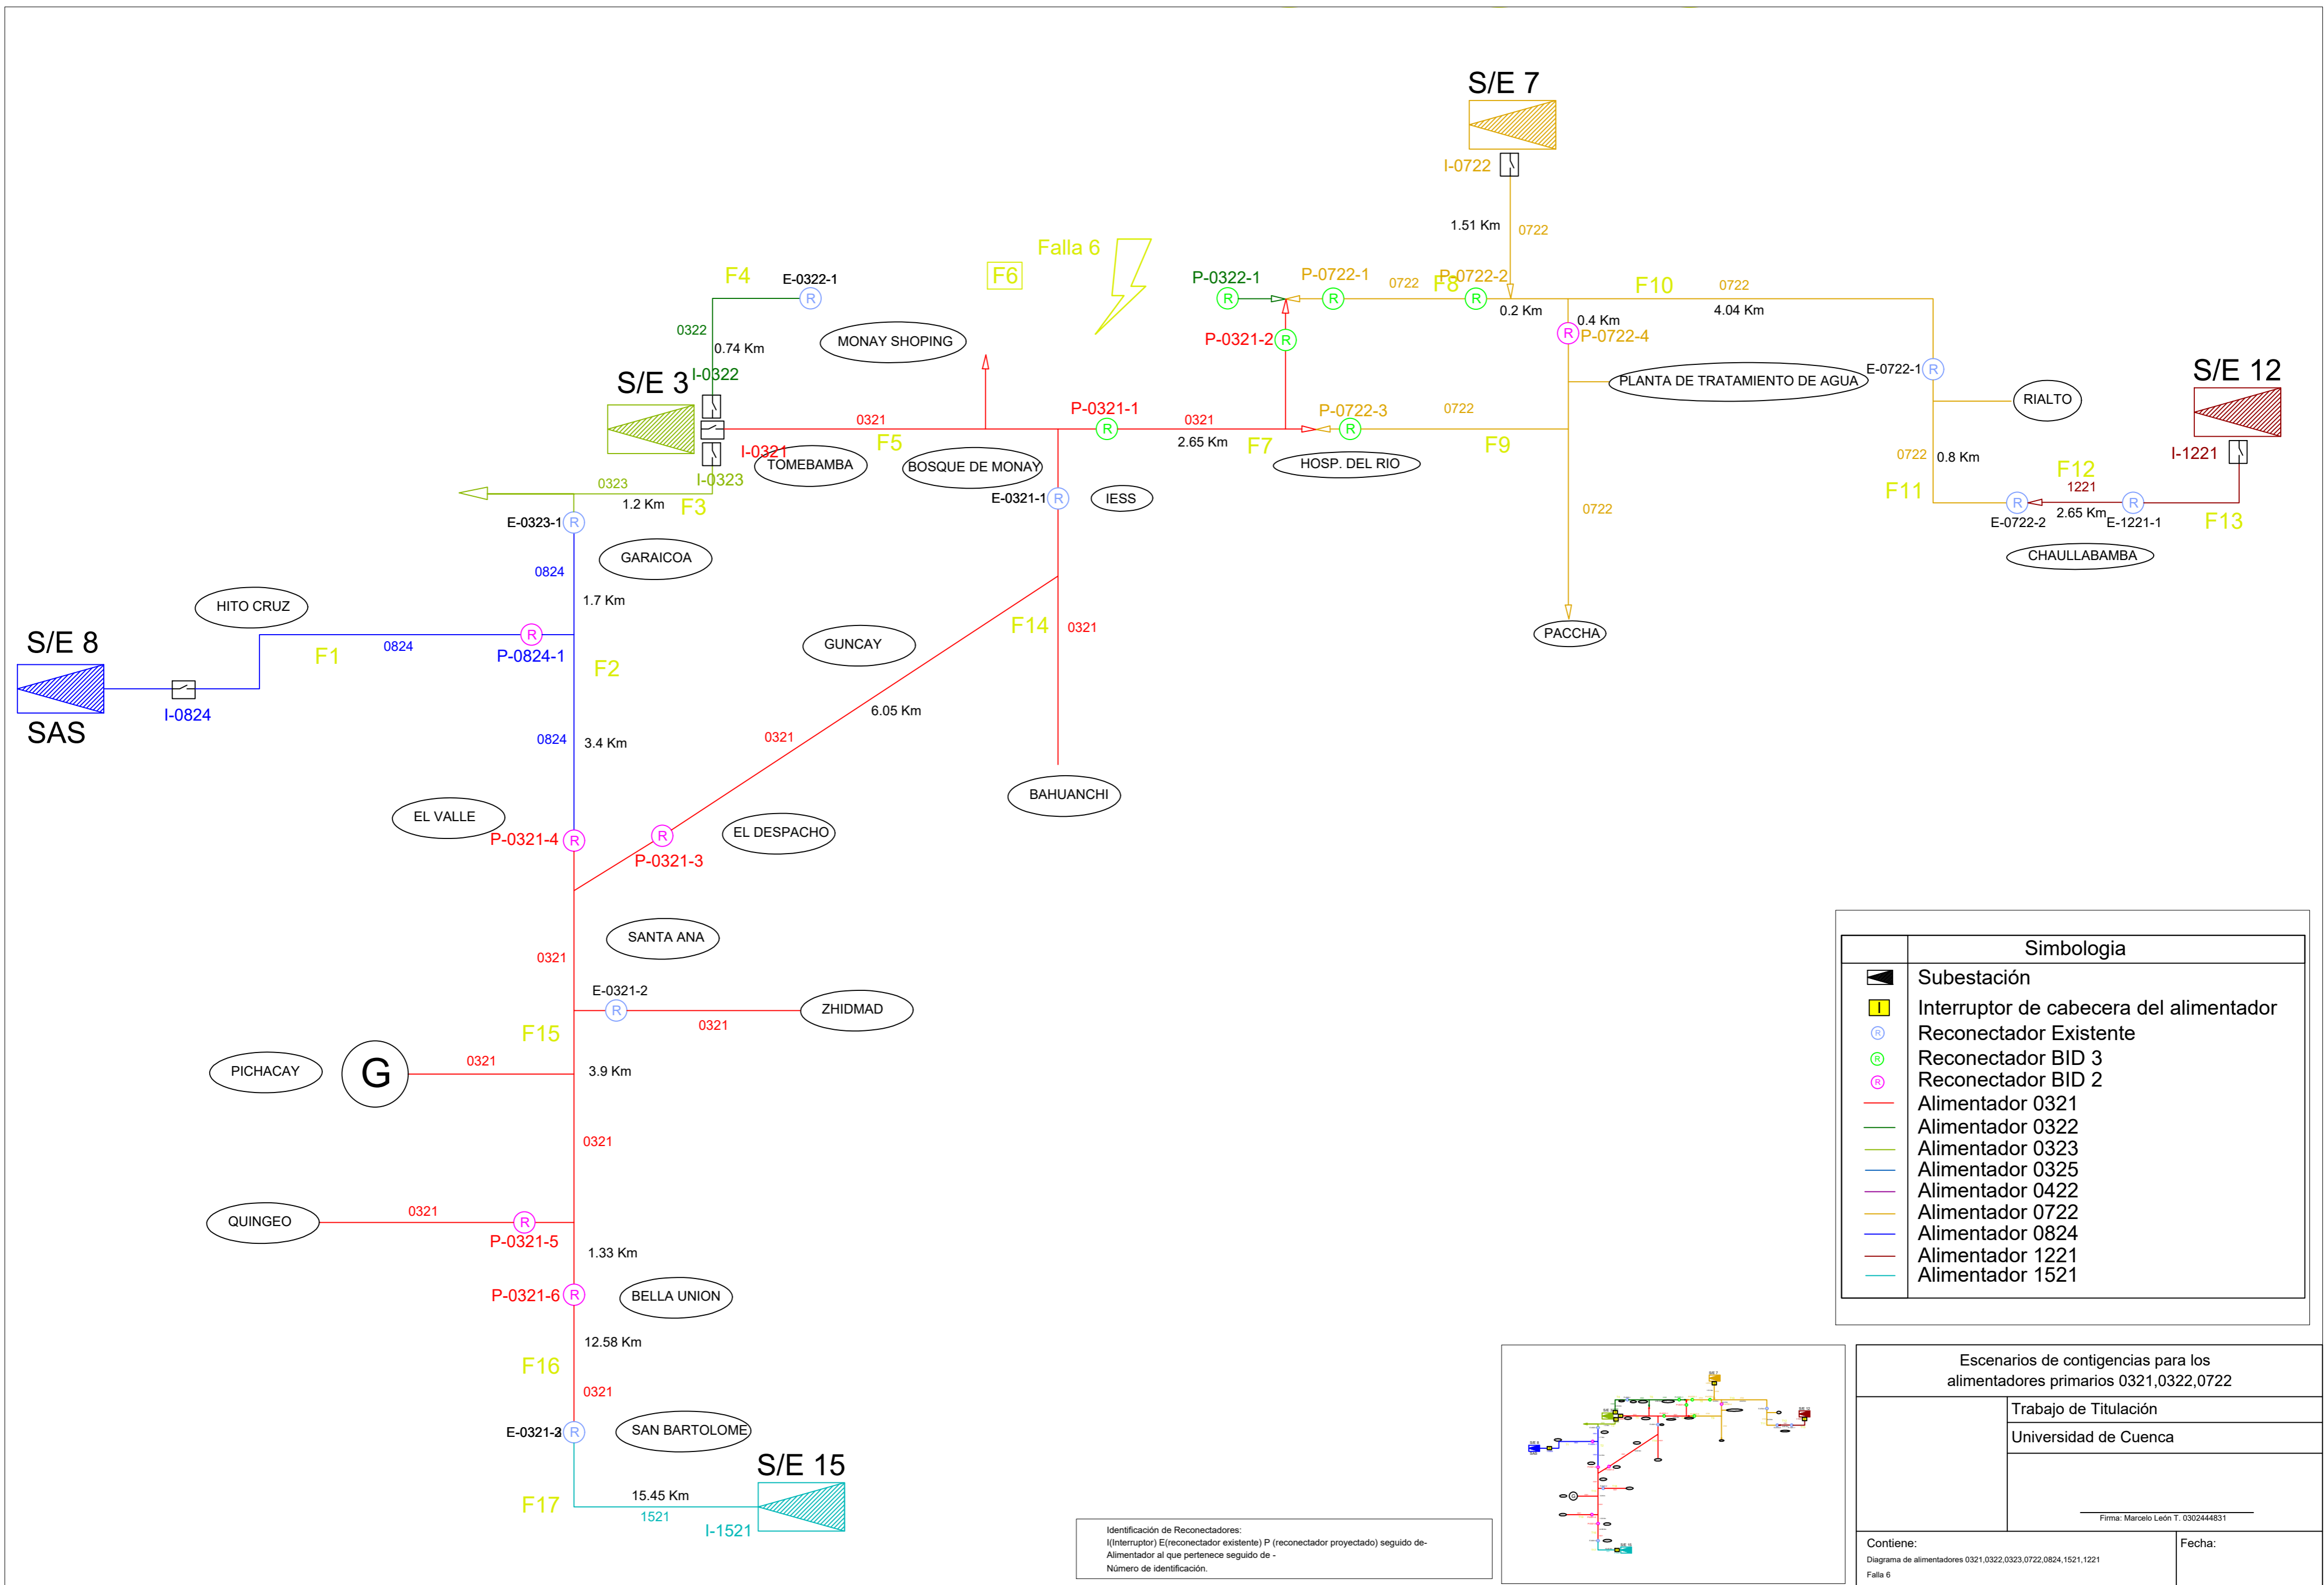 S/E 7
I-0722
1.51 Km
0722
Falla 6
F4
E-0322-1
R
F6
P-0322-1
R
P-0722-1
R
0722
F8
P-0722-2
R
0.2 Km
F10
0722
4.04 Km
0322
0.74 Km
MONAY SHOPING
P-0321-2
R
0.4 Km
R
P-0722-4
S/E 3
I-0322
PLANTA DE TRATAMIENTO DE AGUA
E-0722-1
R
S/E 12
RIALTO
0321
F5
P-0321-1
R
0321
2.65 Km
F7
P-0722-3
R
0722
F9
I-0321
TOMEBAMBA
BOSQUE DE MONAY
HOSP. DEL RIO
0722
0.8 Km
I-1221
I-0323
0323
1.2 Km
F3
E-0321-1
R
IESS
F11
F12
1221
R
2.65 Km
R
E-0722-2
E-1221-1
F13
E-0323-1
R
0722
GARAICOA
CHAULLABAMBA
0824
1.7 Km
HITO CRUZ
S/E 8
F1
0824
R
P-0824-1
F2
GUNCAY
F14
0321
PACCHA
I-0824
SAS
0824
3.4 Km
6.05 Km
0321
BAHUANCHI
EL VALLE
P-0321-4
R
R
P-0321-3
EL DESPACHO
SANTA ANA
0321
E-0321-2
R
0321
ZHIDMAD
F15
PICHACAY
G
0321
3.9 Km
0321
QUINGEO
0321
R
P-0321-5
1.33 Km
P-0321-6
R
BELLA UNION
12.58 Km
F16
0321
R
SAN BARTOLOME
S/E 15
F17
15.45 Km
1521
I-1521
Simbologia
Subestación
I
Interruptor de cabecera del alimentador
R
Reconectador Existente
R
Reconectador BID 3
R
Reconectador BID 2
Alimentador 0321
Alimentador 0322
Alimentador 0323
Alimentador 0325
Alimentador 0422
Alimentador 0722
Alimentador 0824
Alimentador 1221
Alimentador 1521
Identificación de Reconectadores:
I(Interruptor) E(reconectador existente) P (reconectador proyectado) seguido de-
Alimentador al que pertenece seguido de -
Número de identificación.
Escenarios de contigencias para los
alimentadores primarios 0321,0322,0722
Trabajo de Titulación
Universidad de Cuenca
Firma: Marcelo León T. 0302444831
Contiene:
Diagrama de alimentadores 0321,0322,0323,0722,0824,1521,1221
Falla 6
Fecha: